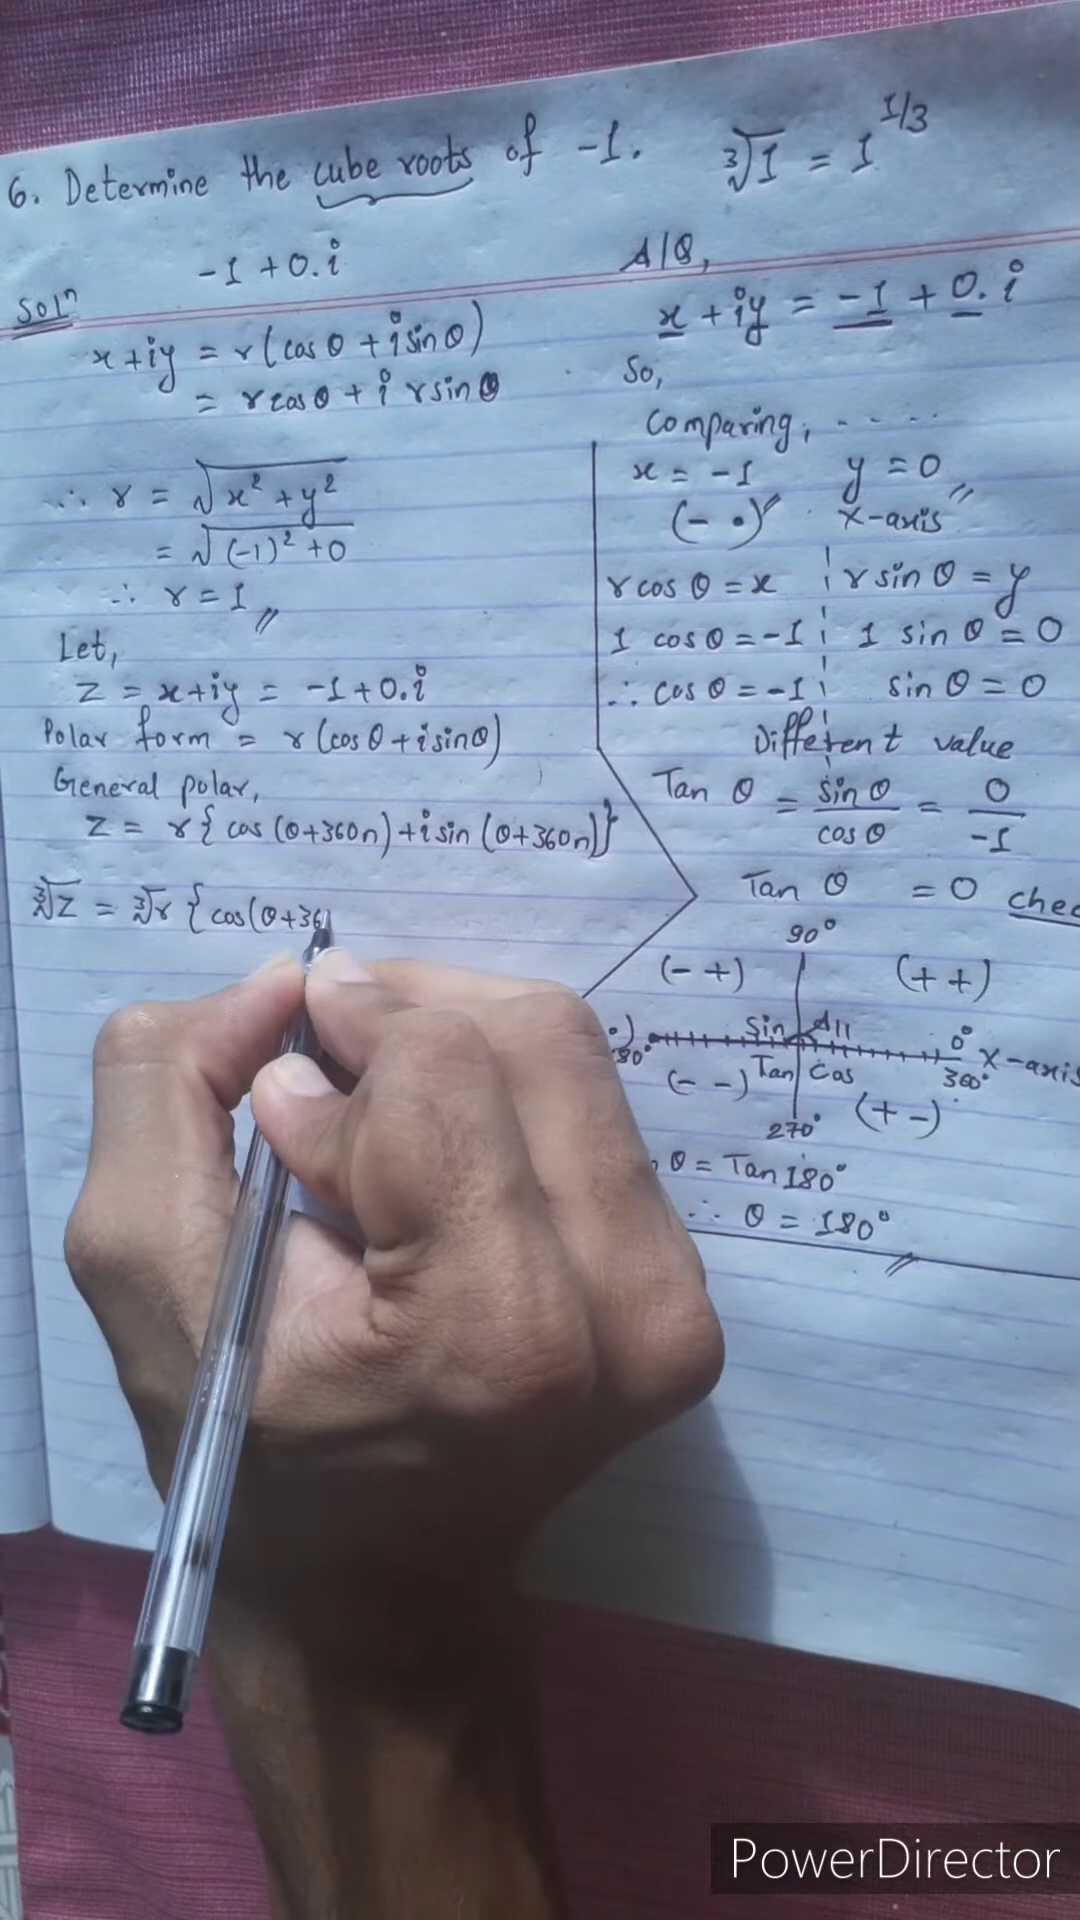 6. Determine the cube roots of -1. ∛1 = 1^1/3
Solⁿ
-1 + 0.i
x+iy = r(cos θ + i sin θ)
= r cos θ + i r sin θ
∴ r = √x² + y²
= √(-1)² + 0
∴ r = 1 //
Let,
z = x+iy = -1+0.i
Polar form = r (cos θ + i sin θ)
General polar,
z = r { cos (θ+360n) + i sin (θ+360n)}
∛z = ∛r { cos(θ+36
A/Q,
x + iy = -1 + 0.i
So,
Comparing, - - - - -
x = -1 y = 0 //
(- •) x-axis
r cos θ = x r sin θ = y
1 cos θ = -1 1 sin θ = 0
∴ cos θ = -1 sin θ = 0
Different value
Tan θ = sin θ / cos θ = 0 / -1
Tan θ = 0 chec
90°
(- +) (+ +)
•) Sin All 0° X-axis
80° Tan Cos 360°
(- -) (+ -)
270°
θ = Tan 180°
∴ θ = 180° //
PowerDirector